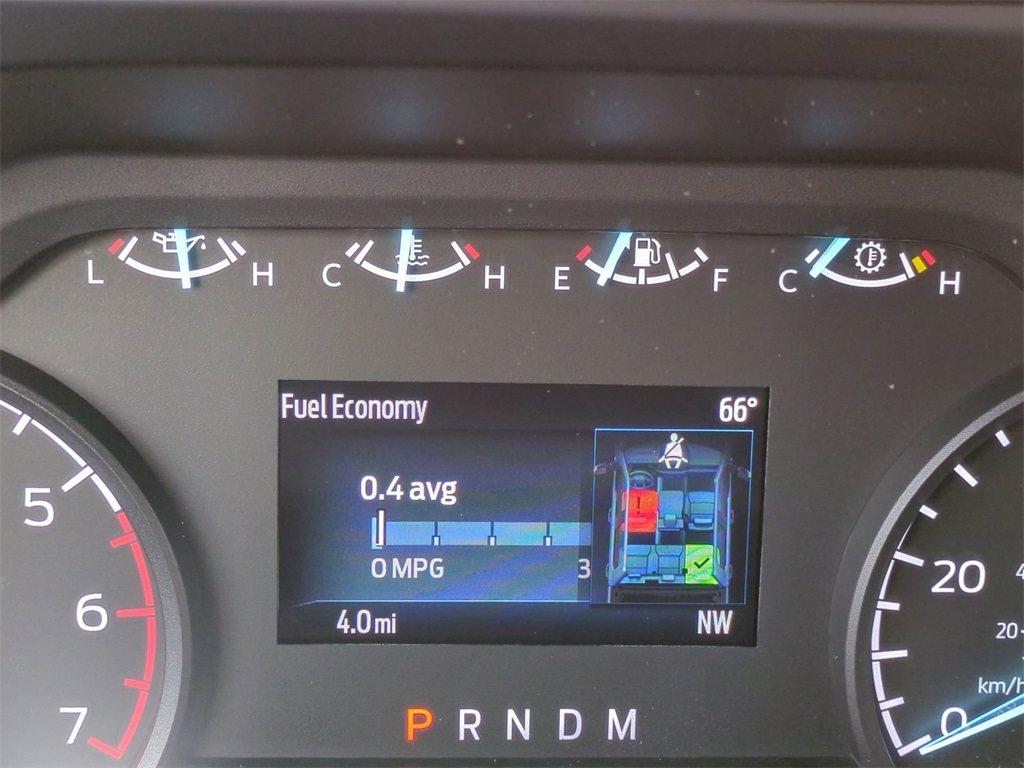 L H C H E F C H
Fuel Economy 66°
0.4 avg
0 MPG 3
4.0 mi NW
5
6
7
20
20
km/h
0
P R N D M